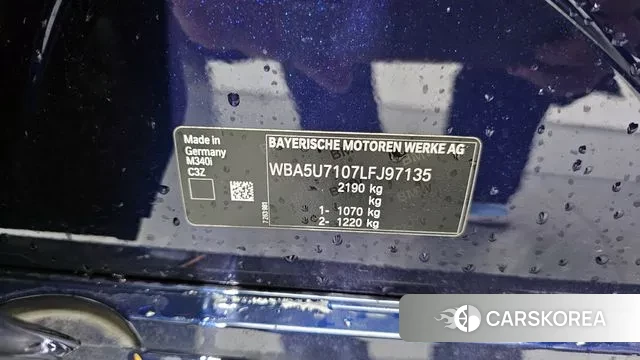 Made in
Germany
M340i
C3Z
BAYERISCHE MOTOREN WERKE AG
WBA5U7107LFJ97135
2190 kg
kg
1- 1070 kg
2- 1220 kg
CARSKOREA